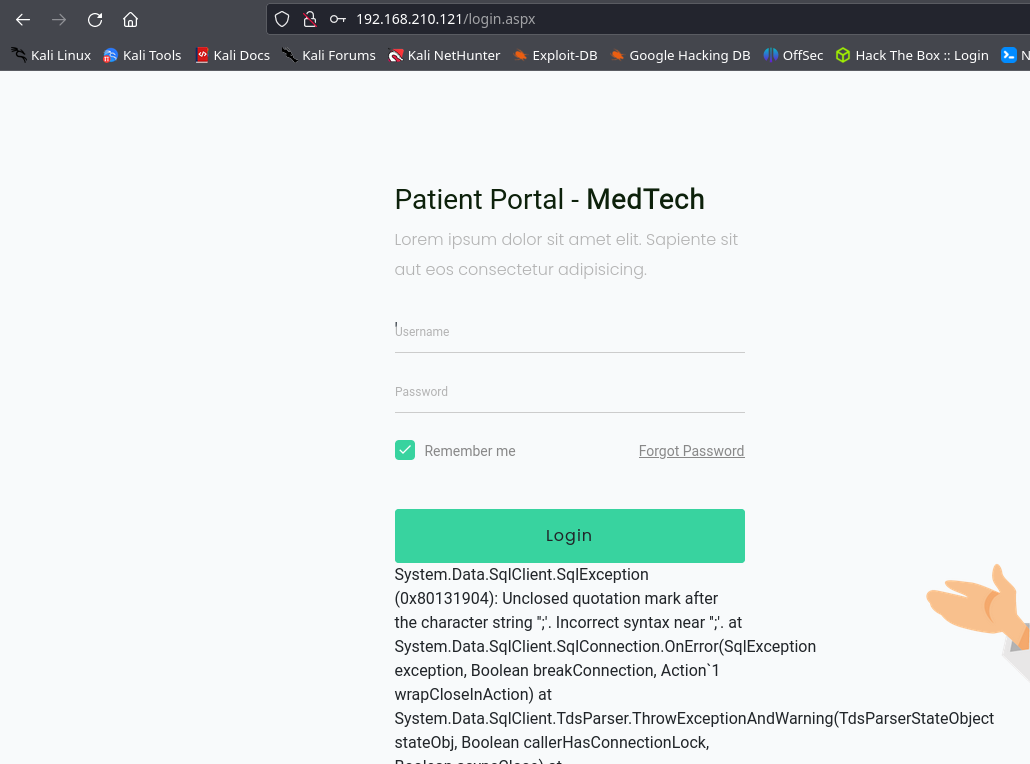 192.168.210.121/login.aspx
Kali Linux Kali Tools Kali Docs Kali Forums Kali NetHunter Exploit-DB Google Hacking DB OffSec Hack The Box :: Login N
Patient Portal - MedTech
Lorem ipsum dolor sit amet elit. Sapiente sit
aut eos consectetur adipisicing.
'
Username
Password
Remember me Forgot Password
Login
System.Data.SqlClient.SqlException
(0x80131904): Unclosed quotation mark after
the character string '';'. Incorrect syntax near '';'. at
System.Data.SqlClient.SqlConnection.OnError(SqlException
exception, Boolean breakConnection, Action`1
wrapCloseInAction) at
System.Data.SqlClient.TdsParser.ThrowExceptionAndWarning(TdsParserStateObject
stateObj, Boolean callerHasConnectionLock,
Boolean asyncClose) at